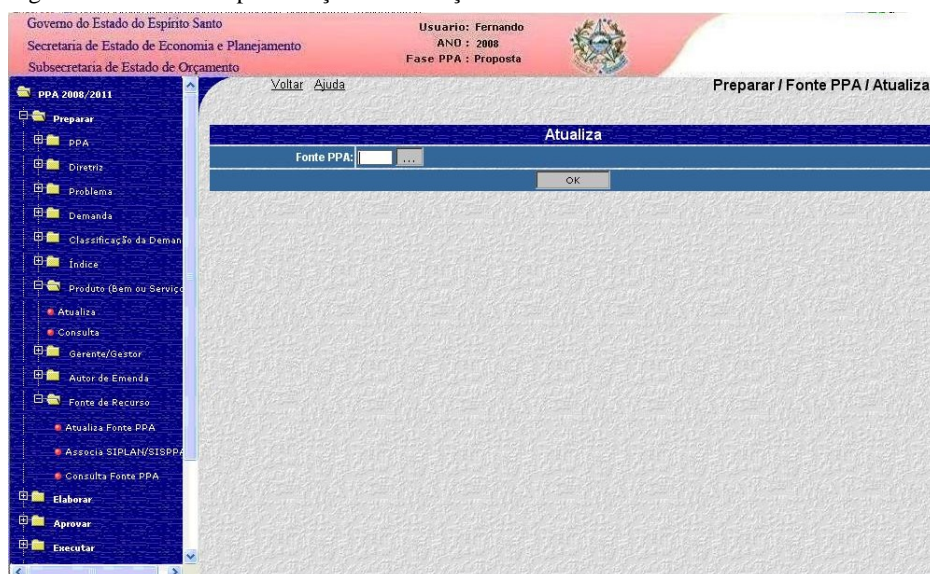 Governo do Estado do Espírito Santo
Secretaria de Estado de Economia e Planejamento
Subsecretaria de Estado de Orçamento
Usuario: Fernando
ANO : 2008
Fase PPA : Proposta
Voltar Ajuda
Preparar / Fonte PPA / Atualiza
PPA 2008/2011
Preparar
PPA
Diretriz
Problema
Demanda
Classificação da Deman
Índice
Produto (Bem ou Serviço
Atualiza
Consulta
Gerente/Gestor
Autor de Emenda
Fonte de Recurso
Atualiza Fonte PPA
Associa SIPLAN/SISPPA
Consulta Fonte PPA
Elaborar
Aprovar
Executar
Atualiza
Fonte PPA: ...
OK